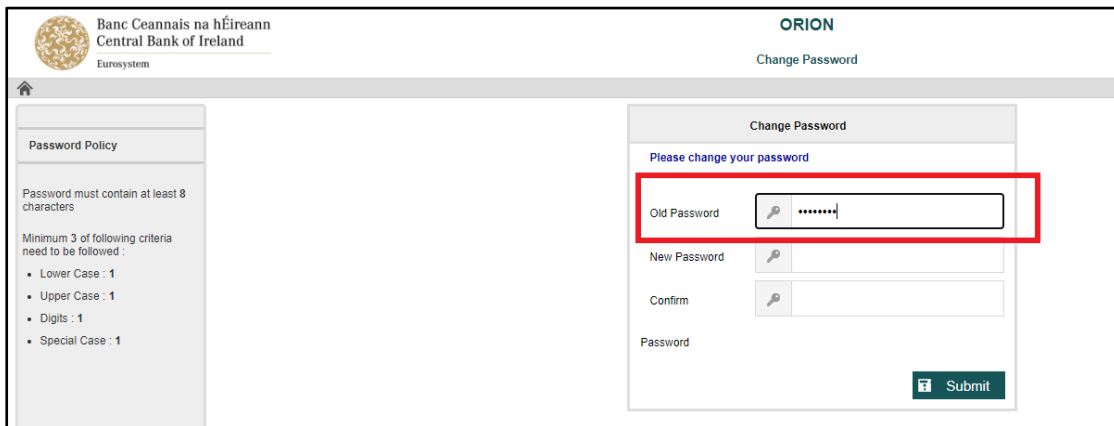 Banc Ceannais na hÉireann
Central Bank of Ireland
Eurosystem
ORION
Change Password
Password Policy
Password must contain at least 8
characters
Minimum 3 of following criteria
need to be followed :
• Lower Case : 1
• Upper Case : 1
• Digits : 1
• Special Case : 1
Change Password
Please change your password
Old Password ••••••••
New Password
Confirm
Password
Submit